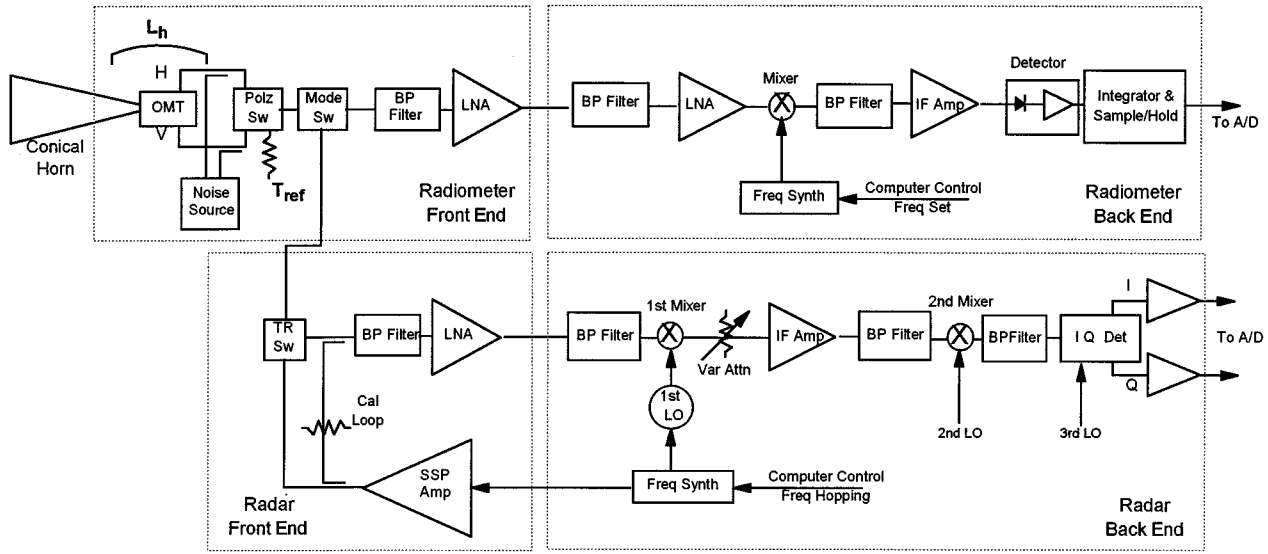 L_h
H
OMT
V
Conical
Horn
Polz
Sw
Mode
Sw
BP
Filter
LNA
Noise
Source
T_ref
Radiometer
Front End
BP Filter
LNA
Mixer
X
BP Filter
IF Amp
Detector
Integrator &
Sample/Hold
To A/D
Freq Synth
Computer Control
Freq Set
Radiometer
Back End
TR
Sw
BP Filter
LNA
Cal
Loop
SSP
Amp
Radar
Front End
BP Filter
1st Mixer
X
Var Attn
1st
LO
IF Amp
BP Filter
2nd Mixer
X
2nd LO
BPFilter
I Q Det
3rd LO
I
Q
To A/D
Freq Synth
Computer Control
Freq Hopping
Radar
Back End